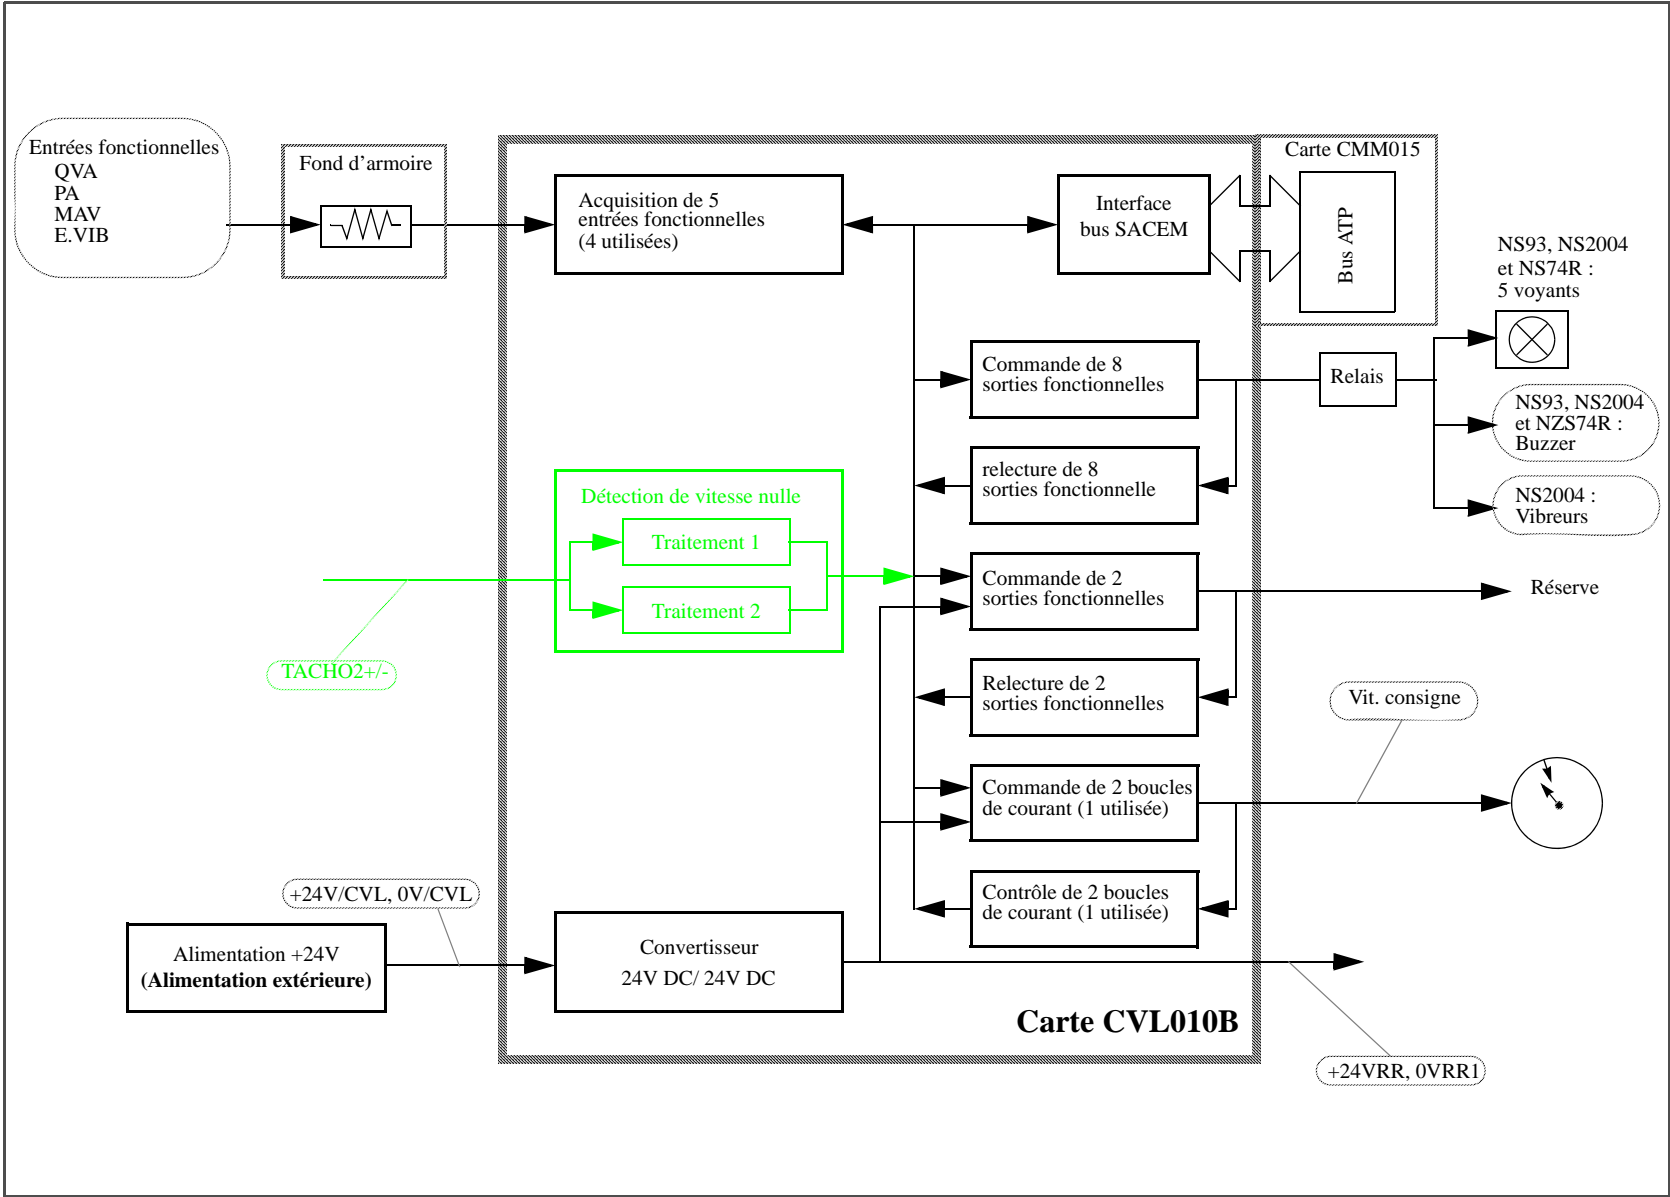 Entrées fonctionnelles
QVA
PA
MAV
E.VIB
Fond d'armoire
Acquisition de 5
entrées fonctionnelles
(4 utilisées)
Interface
bus SACEM
Carte CMM015
Bus ATP
NS93, NS2004
et NS74R :
5 voyants
Commande de 8
sorties fonctionnelles
Relais
NS93, NS2004
et NZS74R :
Buzzer
relecture de 8
sorties fonctionnelle
NS2004 :
Vibreurs
Détection de vitesse nulle
Traitement 1
Traitement 2
TACHO2+/-
Commande de 2
sorties fonctionnelles
Réserve
Relecture de 2
sorties fonctionnelles
Vit. consigne
Commande de 2 boucles
de courant (1 utilisée)
Contrôle de 2 boucles
de courant (1 utilisée)
+24V/CVL, 0V/CVL
Alimentation +24V
(Alimentation extérieure)
Convertisseur
24V DC/ 24V DC
Carte CVL010B
+24VRR, 0VRR1